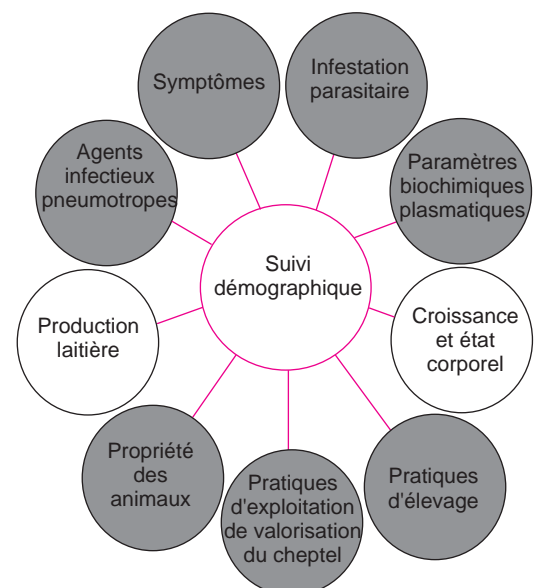 Symptômes
Infestation
parasitaire
Agents
infectieux
pneumotropes
Paramètres
biochimiques
plasmatiques
Suivi
démographique
Production
laitière
Croissance
et état
corporel
Propriété
des
animaux
Pratiques
d'exploitation
de valorisation
du cheptel
Pratiques
d'élevage